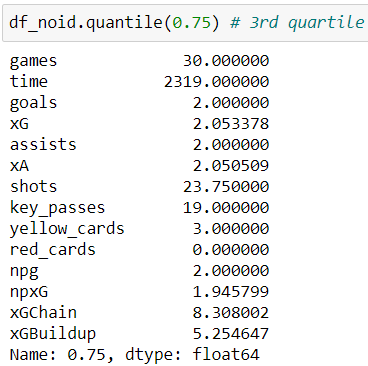 df_noid.quantile(0.75) # 3rd quartile
games 30.000000
time 2319.000000
goals 2.000000
xG 2.053378
assists 2.000000
xA 2.050509
shots 23.750000
key_passes 19.000000
yellow_cards 3.000000
red_cards 0.000000
npg 2.000000
npxG 1.945799
xGChain 8.308002
xGBuildup 5.254647
Name: 0.75, dtype: float64